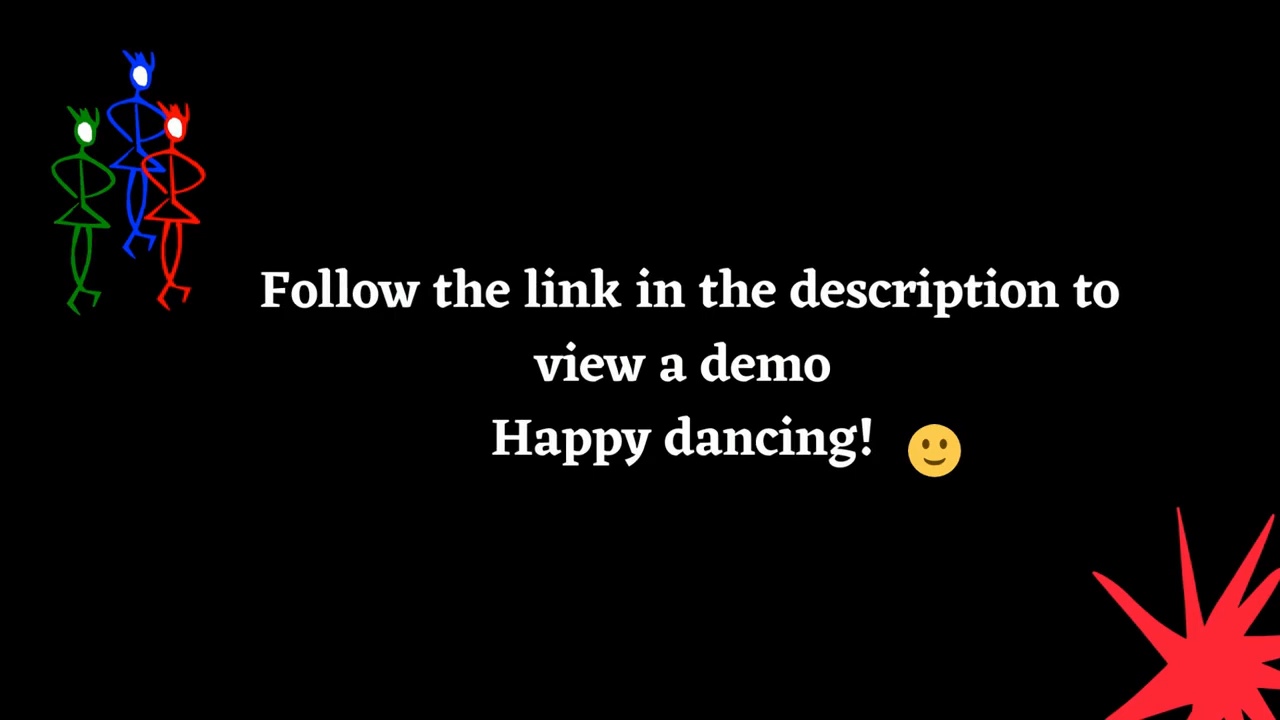 Follow the link in the description to
view a demo
Happy dancing!